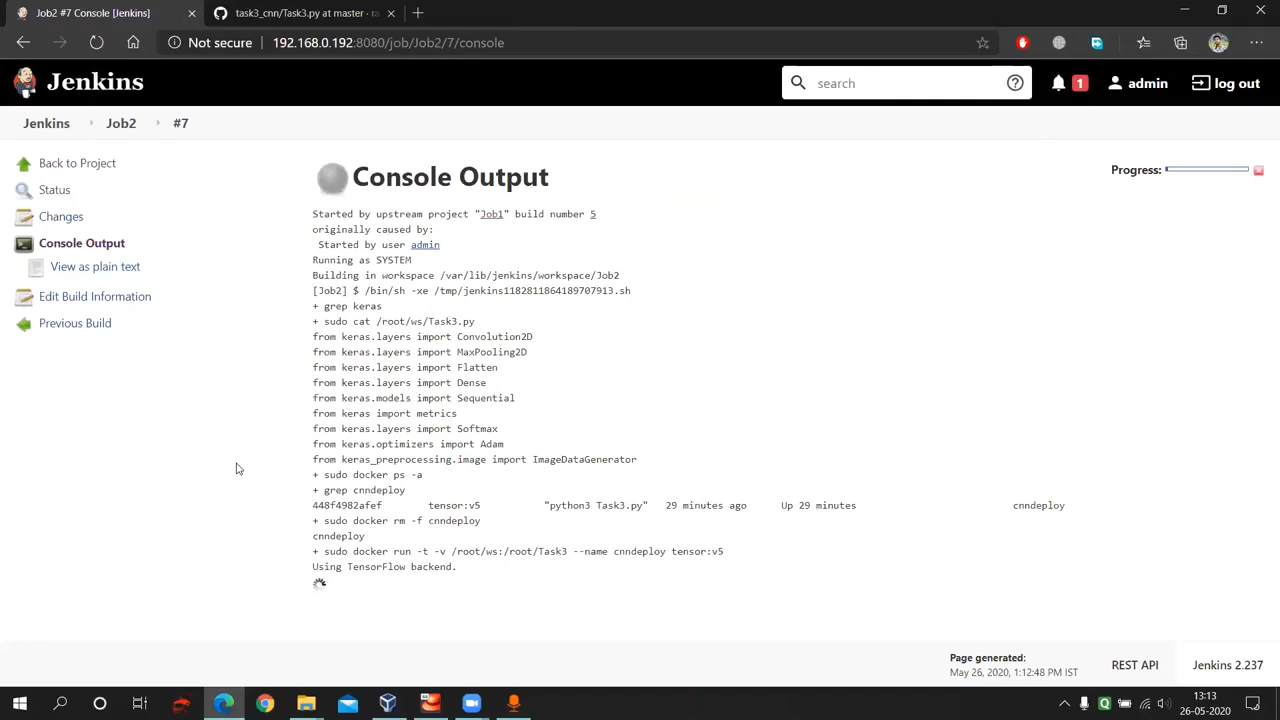 Job2 #7 Console [Jenkins]
task3_cnn/Task3.py at master · ra
Not secure
192.168.0.192:8080/job/Job2/7/console
Jenkins
search
1
admin
log out
Jenkins
Job2
#7
Back to Project
Status
Changes
Console Output
View as plain text
Edit Build Information
Previous Build
Progress:
Console Output
Started by upstream project "Job1" build number 5
originally caused by:
Started by user admin
Running as SYSTEM
Building in workspace /var/lib/jenkins/workspace/Job2
[Job2] $ /bin/sh -xe /tmp/jenkins1182811864189707913.sh
+ grep keras
+ sudo cat /root/ws/Task3.py
from keras.layers import Convolution2D
from keras.layers import MaxPooling2D
from keras.layers import Flatten
from keras.layers import Dense
from keras.models import Sequential
from keras import metrics
from keras.layers import Softmax
from keras.optimizers import Adam
from keras_preprocessing.image import ImageDataGenerator
+ sudo docker ps -a
+ grep cnndeploy
448f4982afef tensor:v5 "python3 Task3.py" 29 minutes ago Up 29 minutes cnndeploy
+ sudo docker rm -f cnndeploy
cnndeploy
+ sudo docker run -t -v /root/ws:/root/Task3 --name cnndeploy tensor:v5
Using TensorFlow backend.
Page generated:
May 26, 2020, 1:12:48 PM IST
REST API
Jenkins 2.237
13:13
26-05-2020